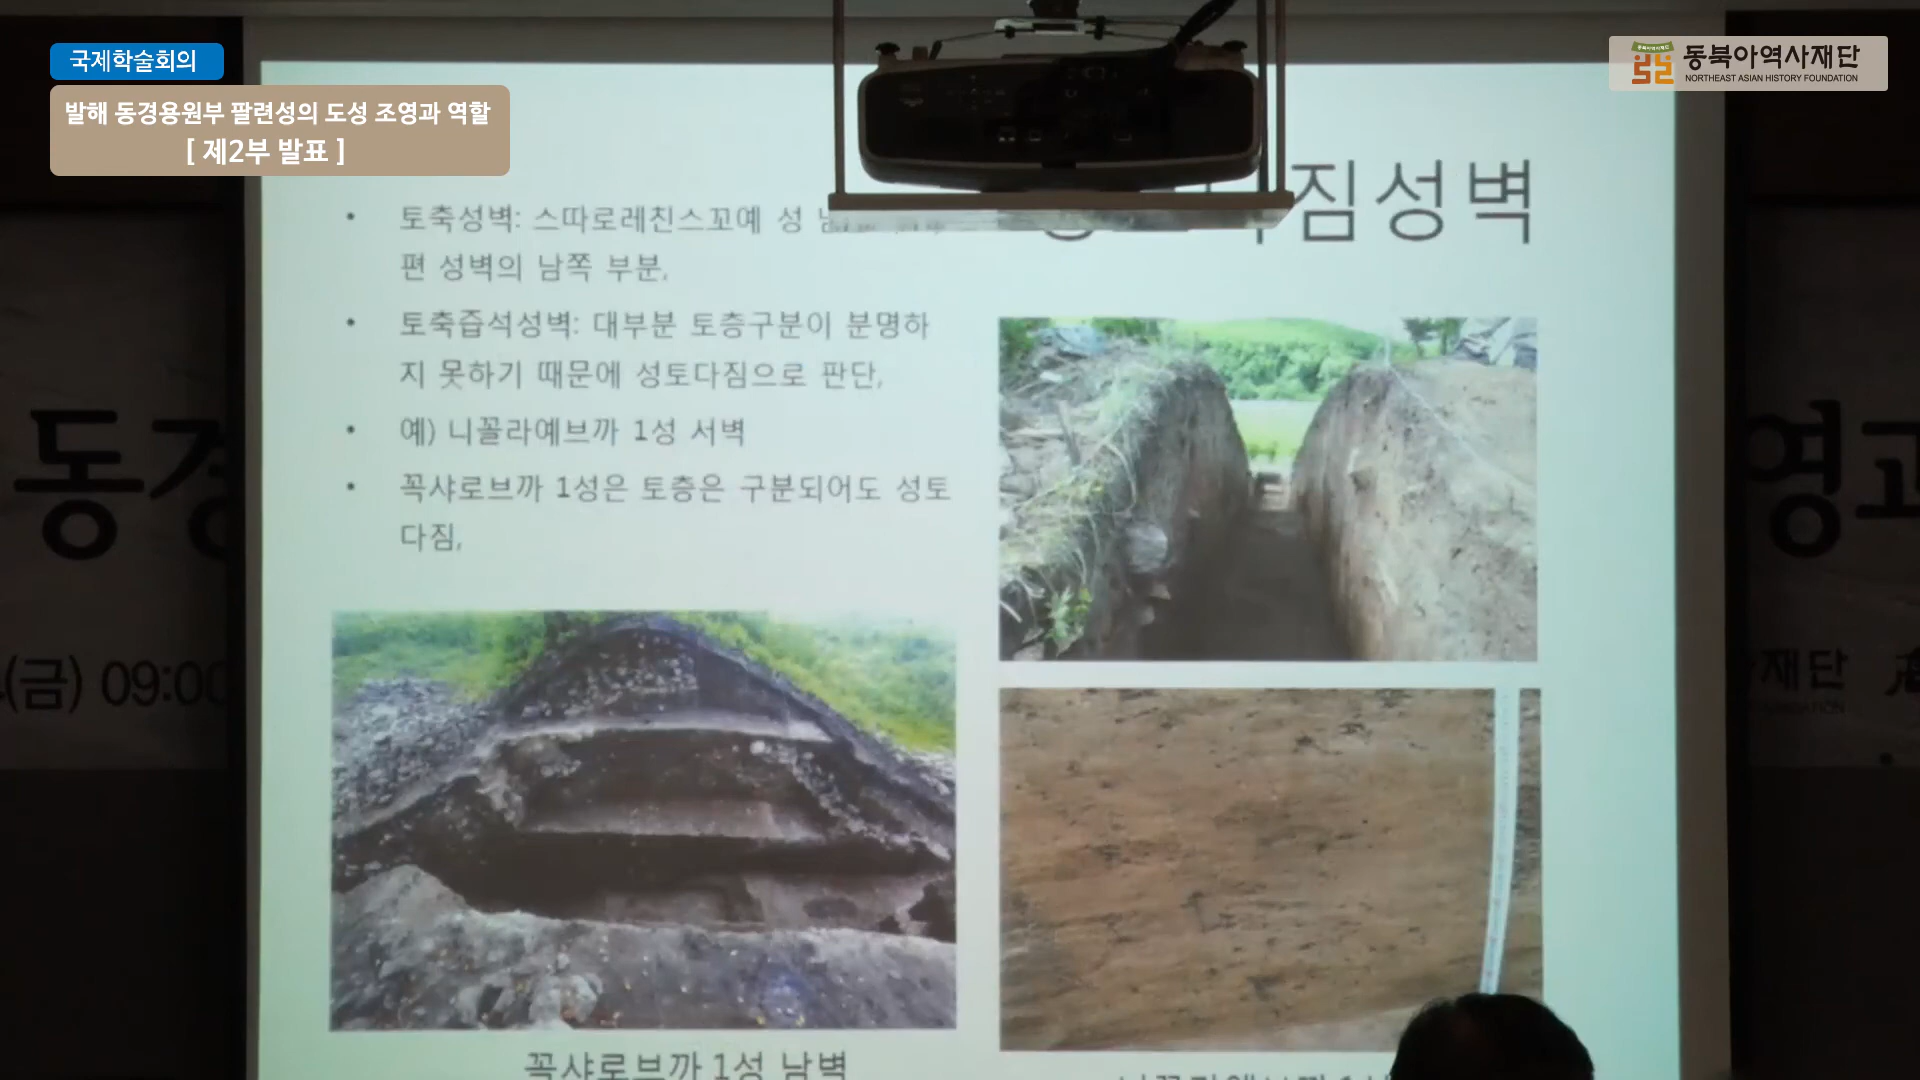 국제학술회의
발해 동경용원부 팔련성의 도성 조영과 역할
[ 제2부 발표 ]
동북아역사재단
NORTHEAST ASIAN HISTORY FOUNDATION
짐성벽
• 토축성벽: 스따로레친스꼬예 성
편 성벽의 남쪽 부분,
• 토축즙석성벽: 대부분 토층구분이 분명하
지 못하기 때문에 성토다짐으로 판단,
• 예) 니꼴라예브까 1성 서벽
• 꼭샤로브까 1성은 토층은 구분되어도 성토
다짐,
꼭샤로브까 1성 남벽
동경
(금) 09:00
영과
재단